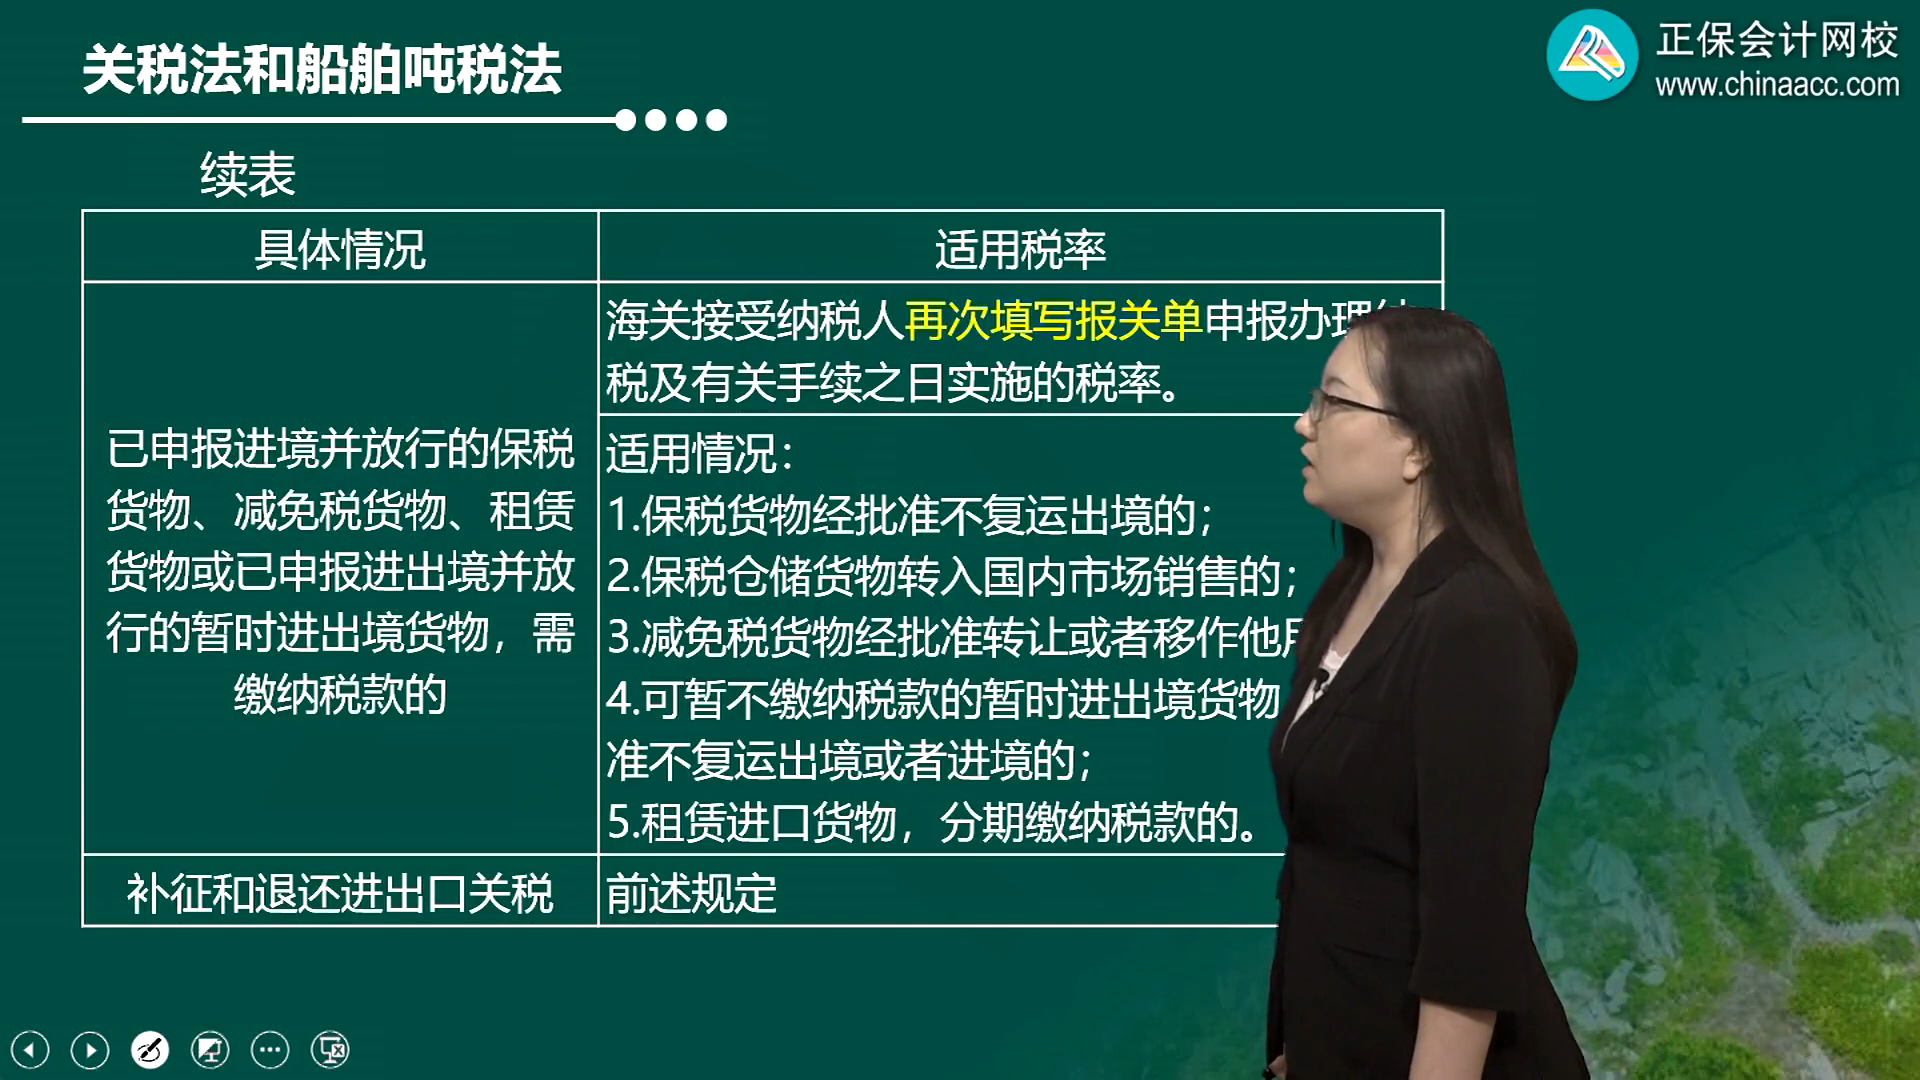 关税法和船舶吨税法
正保会计网校
www.chinaacc.com
续表
具体情况
适用税率
已申报进境并放行的保税
货物、减免税货物、租赁
货物或已申报进出境并放
行的暂时进出境货物，需
缴纳税款的
海关接受纳税人再次填写报关单申报办理
税及有关手续之日实施的税率。
适用情况：
1.保税货物经批准不复运出境的；
2.保税仓储货物转入国内市场销售的；
3.减免税货物经批准转让或者移作他
4.可暂不缴纳税款的暂时进出境货物
准不复运出境或者进境的；
5.租赁进口货物，分期缴纳税款的。
补征和退还进出口关税
前述规定